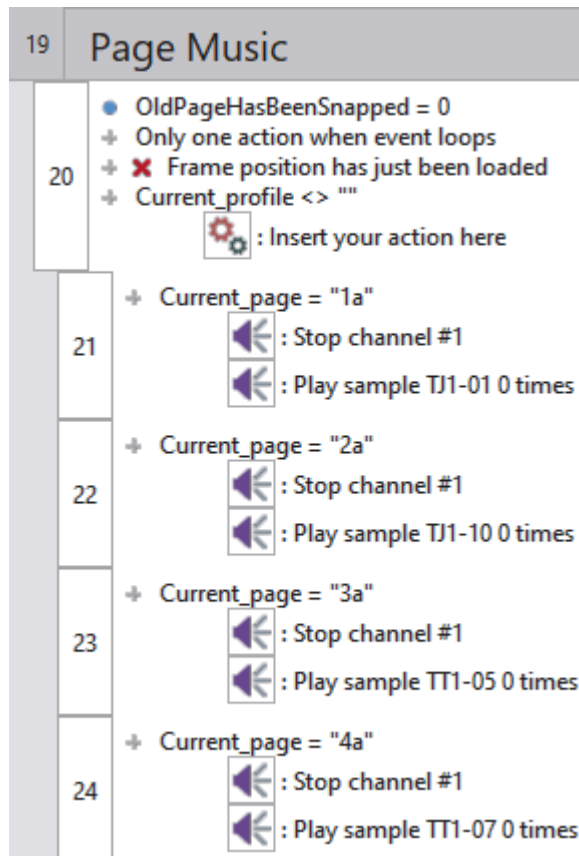 19 Page Music
20
OldPageHasBeenSnapped = 0
Only one action when event loops
Frame position has just been loaded
Current_profile <> ""
: Insert your action here
21
Current_page = "1a"
: Stop channel #1
: Play sample TJ1-01 0 times
22
Current_page = "2a"
: Stop channel #1
: Play sample TJ1-10 0 times
23
Current_page = "3a"
: Stop channel #1
: Play sample TT1-05 0 times
24
Current_page = "4a"
: Stop channel #1
: Play sample TT1-07 0 times